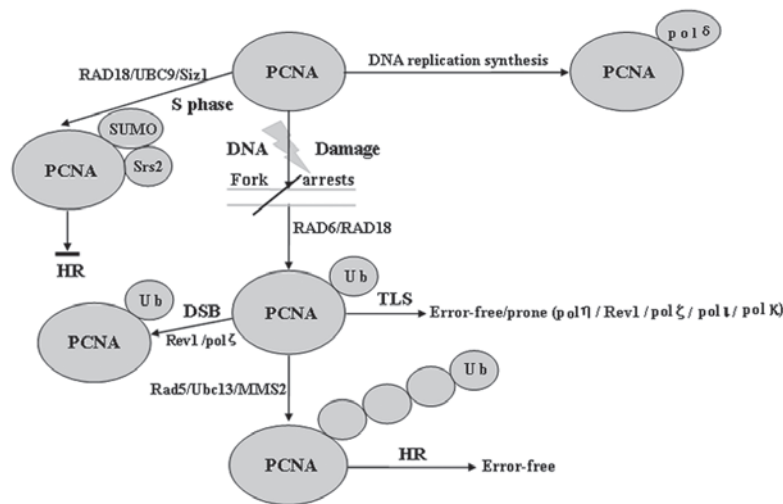 PCNA
DNA replication synthesis
pol δ
PCNA
RAD18/UBC9/Siz1
S phase
SUMO
PCNA
Srs2
HR
DNA Damage
Fork arrests
RAD6/RAD18
Ub
PCNA
TLS
Error-free/prone (pol η / Rev1 / pol ζ / pol ι / pol κ)
DSB
Rev1/pol ζ
Ub
PCNA
Rad5/Ubc13/MMS2
Ub
PCNA
HR
Error-free